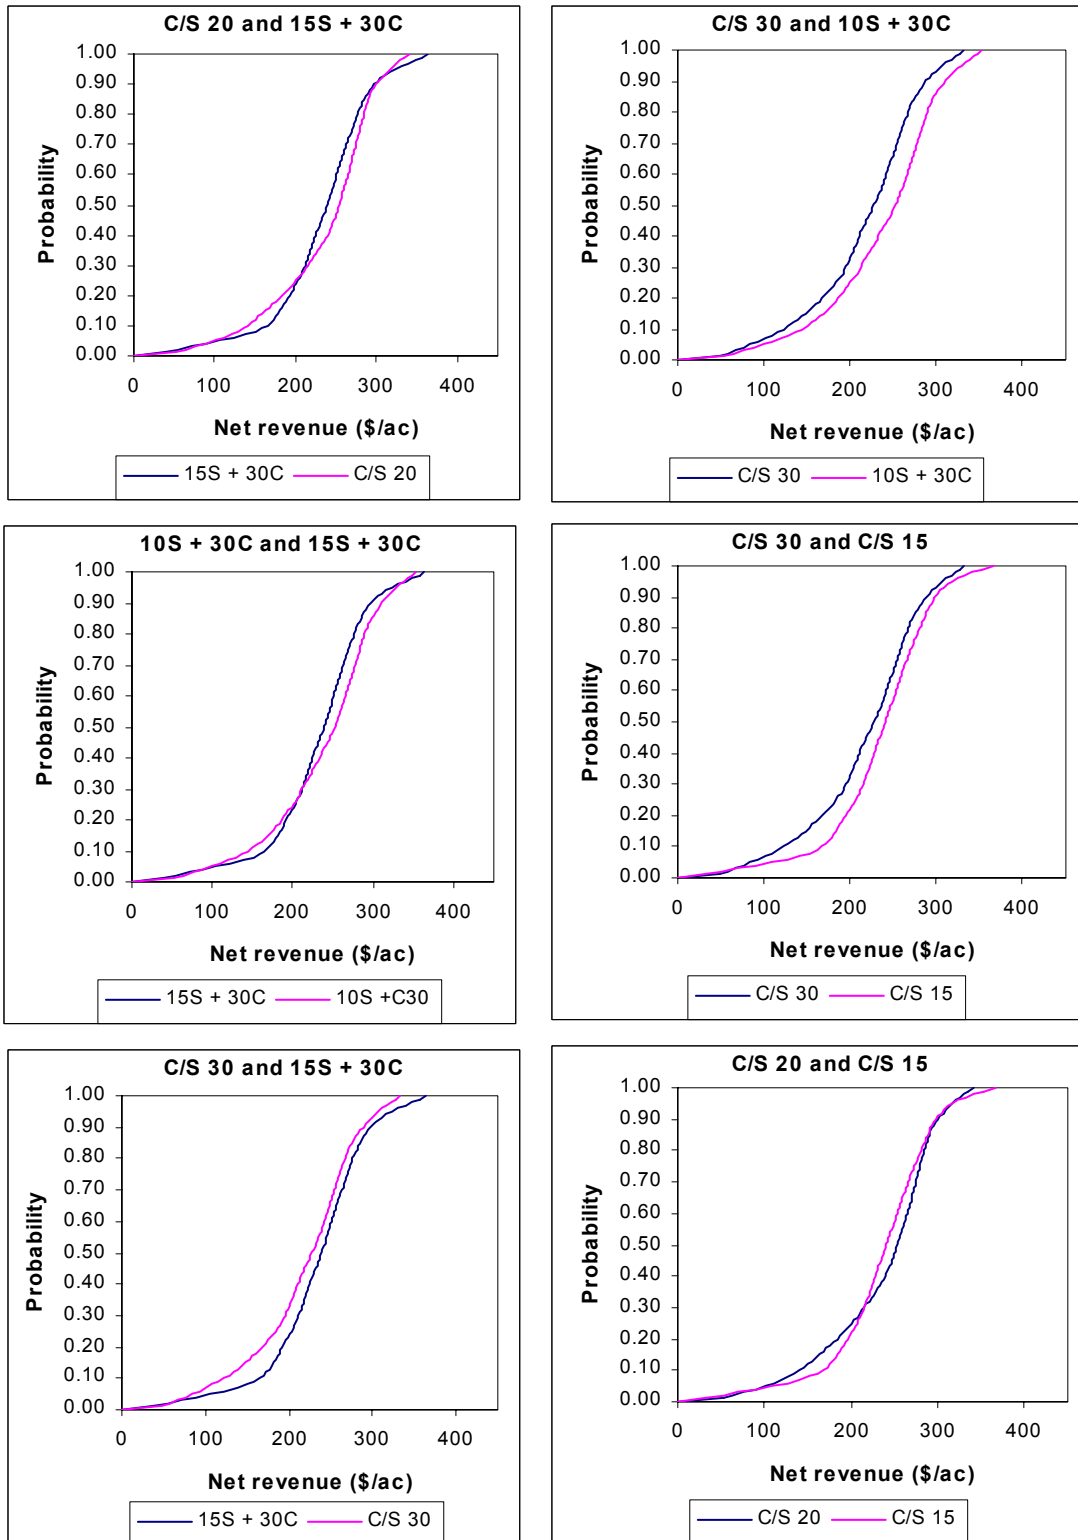 C/S 20 and 15S + 30C
1.00
0.90
0.80
0.70
0.60
0.50
0.40
0.30
0.20
0.10
0.00
Probability
0 100 200 300 400
Net revenue ($/ac)
15S + 30C C/S 20
C/S 30 and 10S + 30C
1.00
0.90
0.80
0.70
0.60
0.50
0.40
0.30
0.20
0.10
0.00
Probability
0 100 200 300 400
Net revenue ($/ac)
C/S 30 10S + 30C
10S + 30C and 15S + 30C
1.00
0.90
0.80
0.70
0.60
0.50
0.40
0.30
0.20
0.10
0.00
Probability
0 100 200 300 400
Net revenue ($/ac)
15S + 30C 10S +C30
C/S 30 and C/S 15
1.00
0.90
0.80
0.70
0.60
0.50
0.40
0.30
0.20
0.10
0.00
Probability
0 100 200 300 400
Net revenue ($/ac)
C/S 30 C/S 15
C/S 30 and 15S + 30C
1.00
0.90
0.80
0.70
0.60
0.50
0.40
0.30
0.20
0.10
0.00
Probability
0 100 200 300 400
Net revenue ($/ac)
15S + 30C C/S 30
C/S 20 and C/S 15
1.00
0.90
0.80
0.70
0.60
0.50
0.40
0.30
0.20
0.10
0.00
Probability
0 100 200 300 400
Net revenue ($/ac)
C/S 20 C/S 15